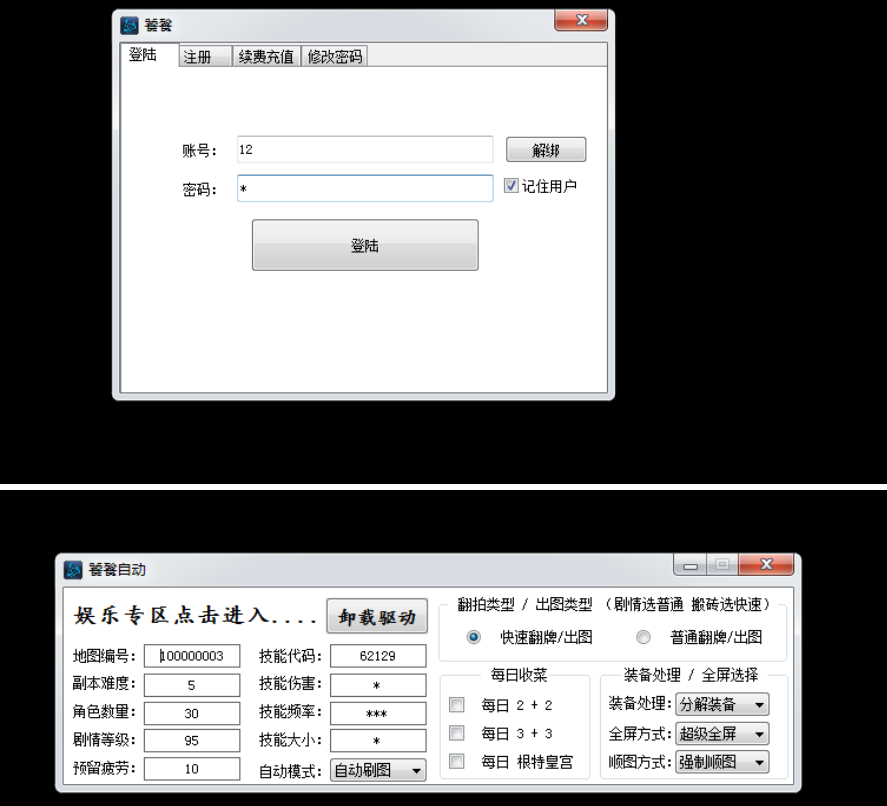 饕餮
登陆 注册 续费充值 修改密码
账号： 12 解绑
密码： * 记住用户
登陆
饕餮自动
娱乐专区点击进入.... 卸载驱动
地图编号： 100000003 技能代码： 62129
副本难度： 5 技能伤害： *
角色数量： 30 技能频率： ***
剧情等级： 95 技能大小： *
预留疲劳： 10 自动模式： 自动刷图
翻拍类型 / 出图类型 （剧情选普通 搬砖选快速）
快速翻牌/出图 普通翻牌/出图
每日收菜
每日 2 + 2
每日 3 + 3
每日 根特皇宫
装备处理 / 全屏选择
装备处理： 分解装备
全屏方式： 超级全屏
顺图方式： 强制顺图